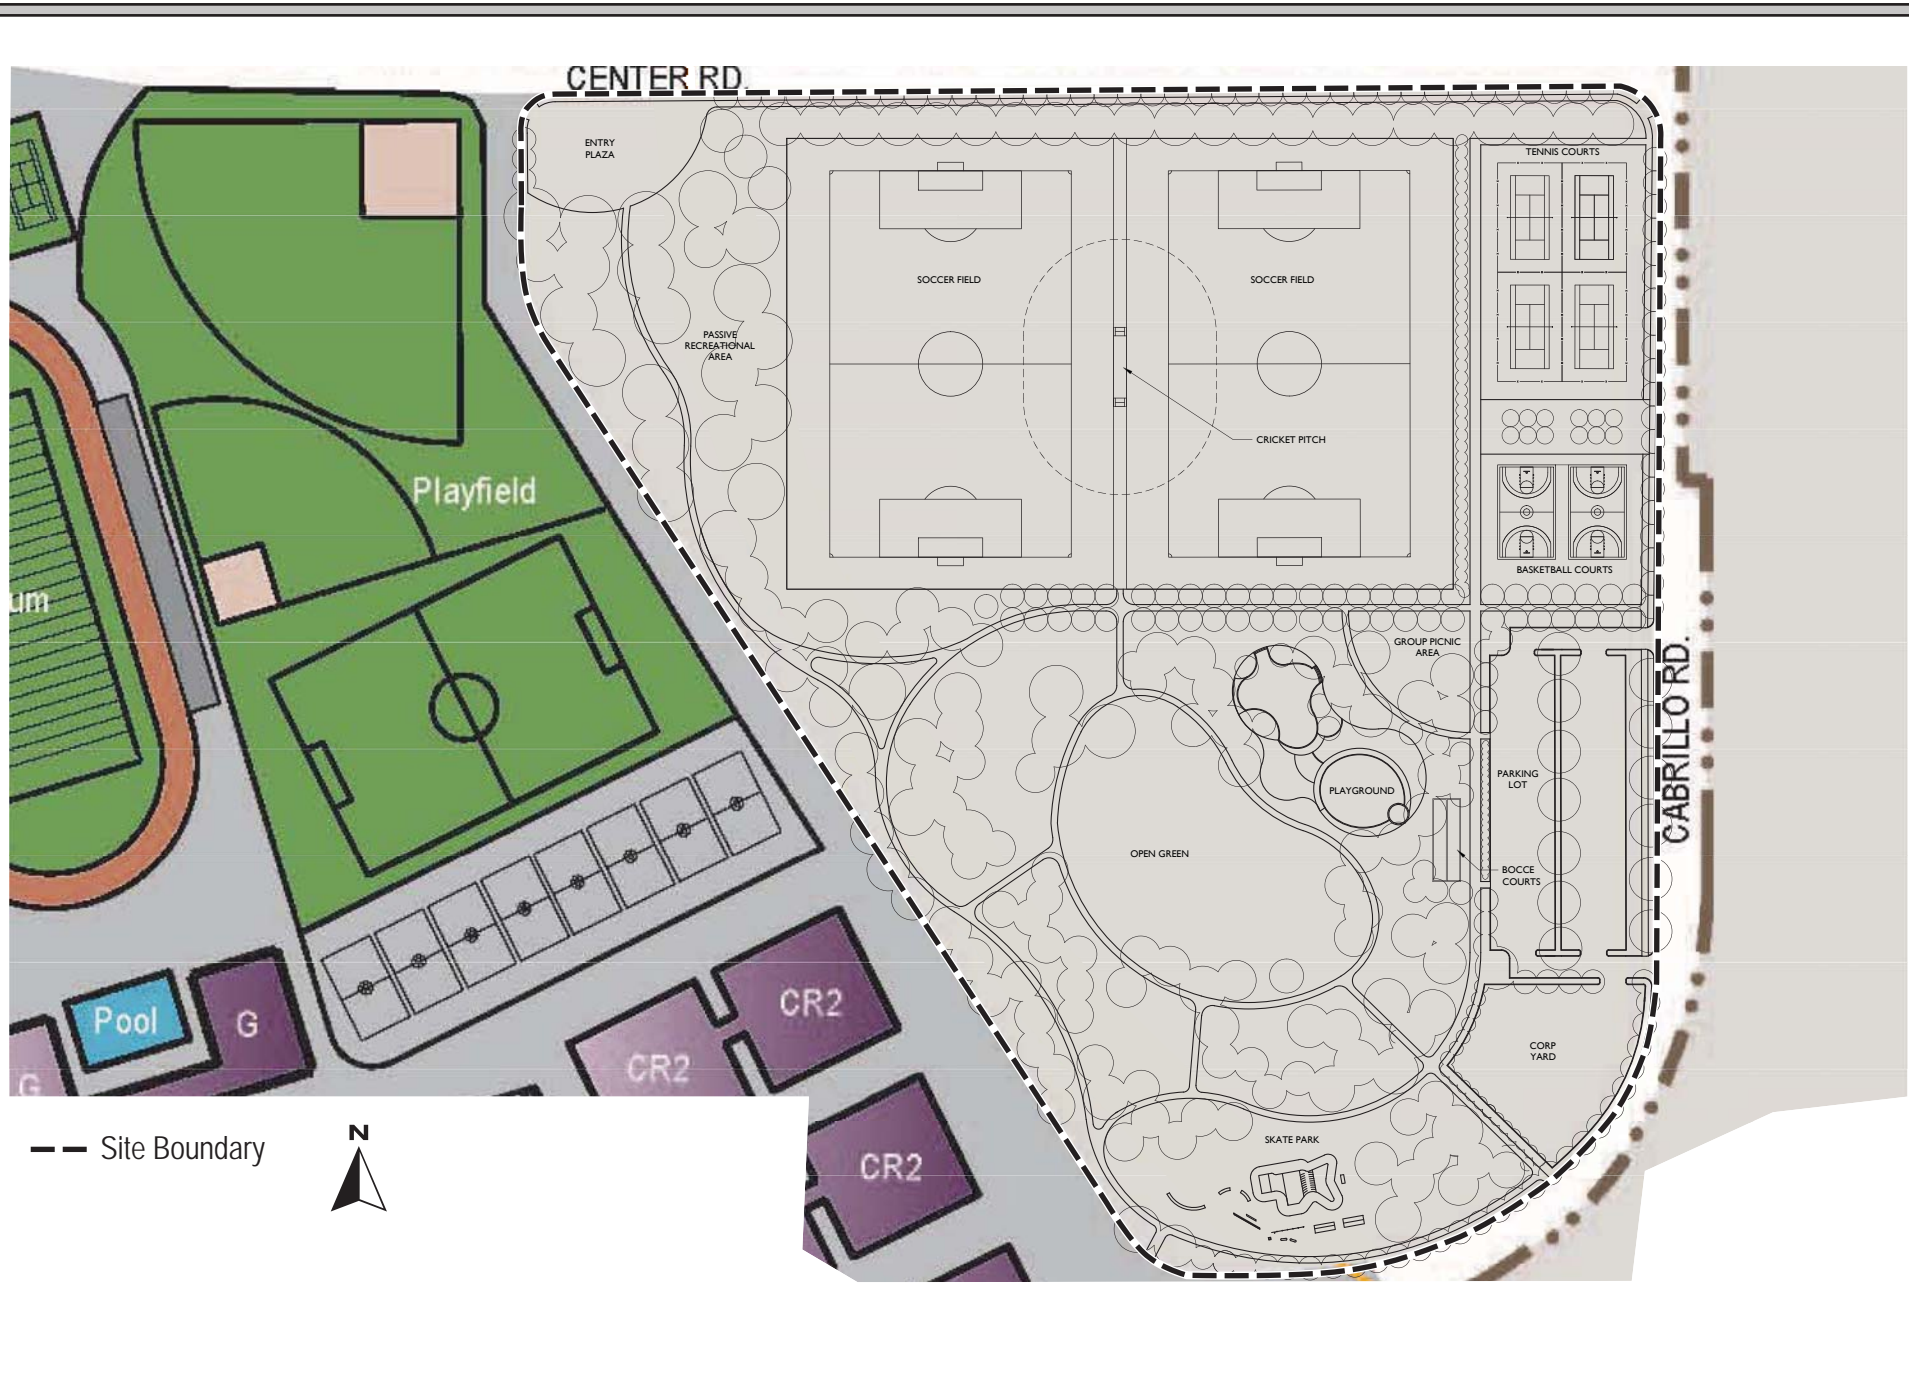 CENTER RD.
ENTRY
PLAZA
TENNIS COURTS
SOCCER FIELD
SOCCER FIELD
PASSIVE
RECREATIONAL
AREA
CRICKET PITCH
Playfield
BASKETBALL COURTS
um
GROUP PICNIC
AREA
CABRILLO RD.
PARKING
LOT
PLAYGROUND
OPEN GREEN
BOCCE
COURTS
Pool
G
CR2
CR2
G
CORP
YARD
SKATE PARK
CR2
Site Boundary
N